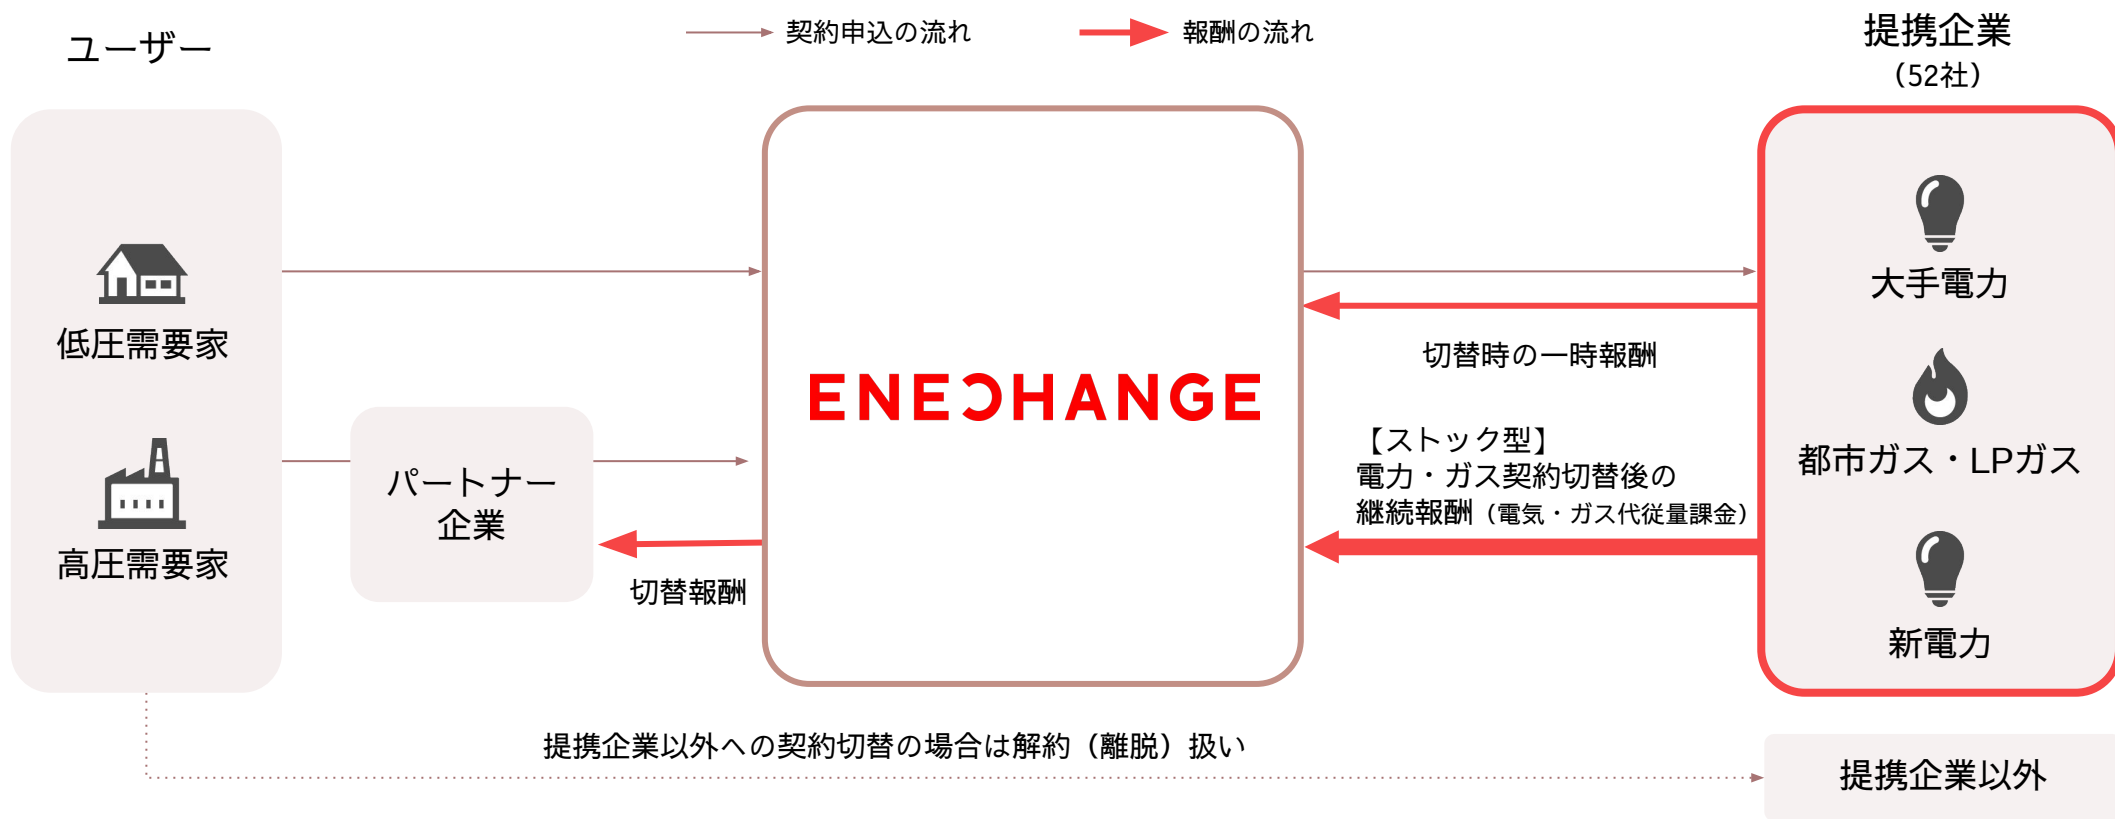 契約申込の流れ
報酬の流れ
ユーザー
提携企業
（52社）
低圧需要家
高圧需要家
パートナー
企業
切替報酬
ENECHANGE
切替時の一時報酬
【ストック型】
電力・ガス契約切替後の
継続報酬（電気・ガス代従量課金）
大手電力
都市ガス・LPガス
新電力
提携企業以外への契約切替の場合は解約（離脱）扱い
提携企業以外